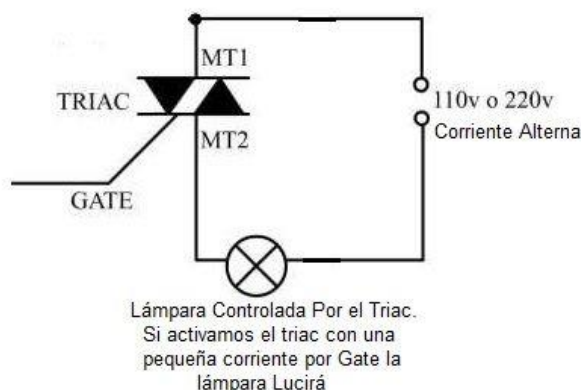 MT1
TRIAC
110v o 220v
Corriente Alterna
MT2
GATE
Lámpara Controlada Por el Triac.
Si activamos el triac con una
pequeña corriente por Gate la
lámpara Lucirá